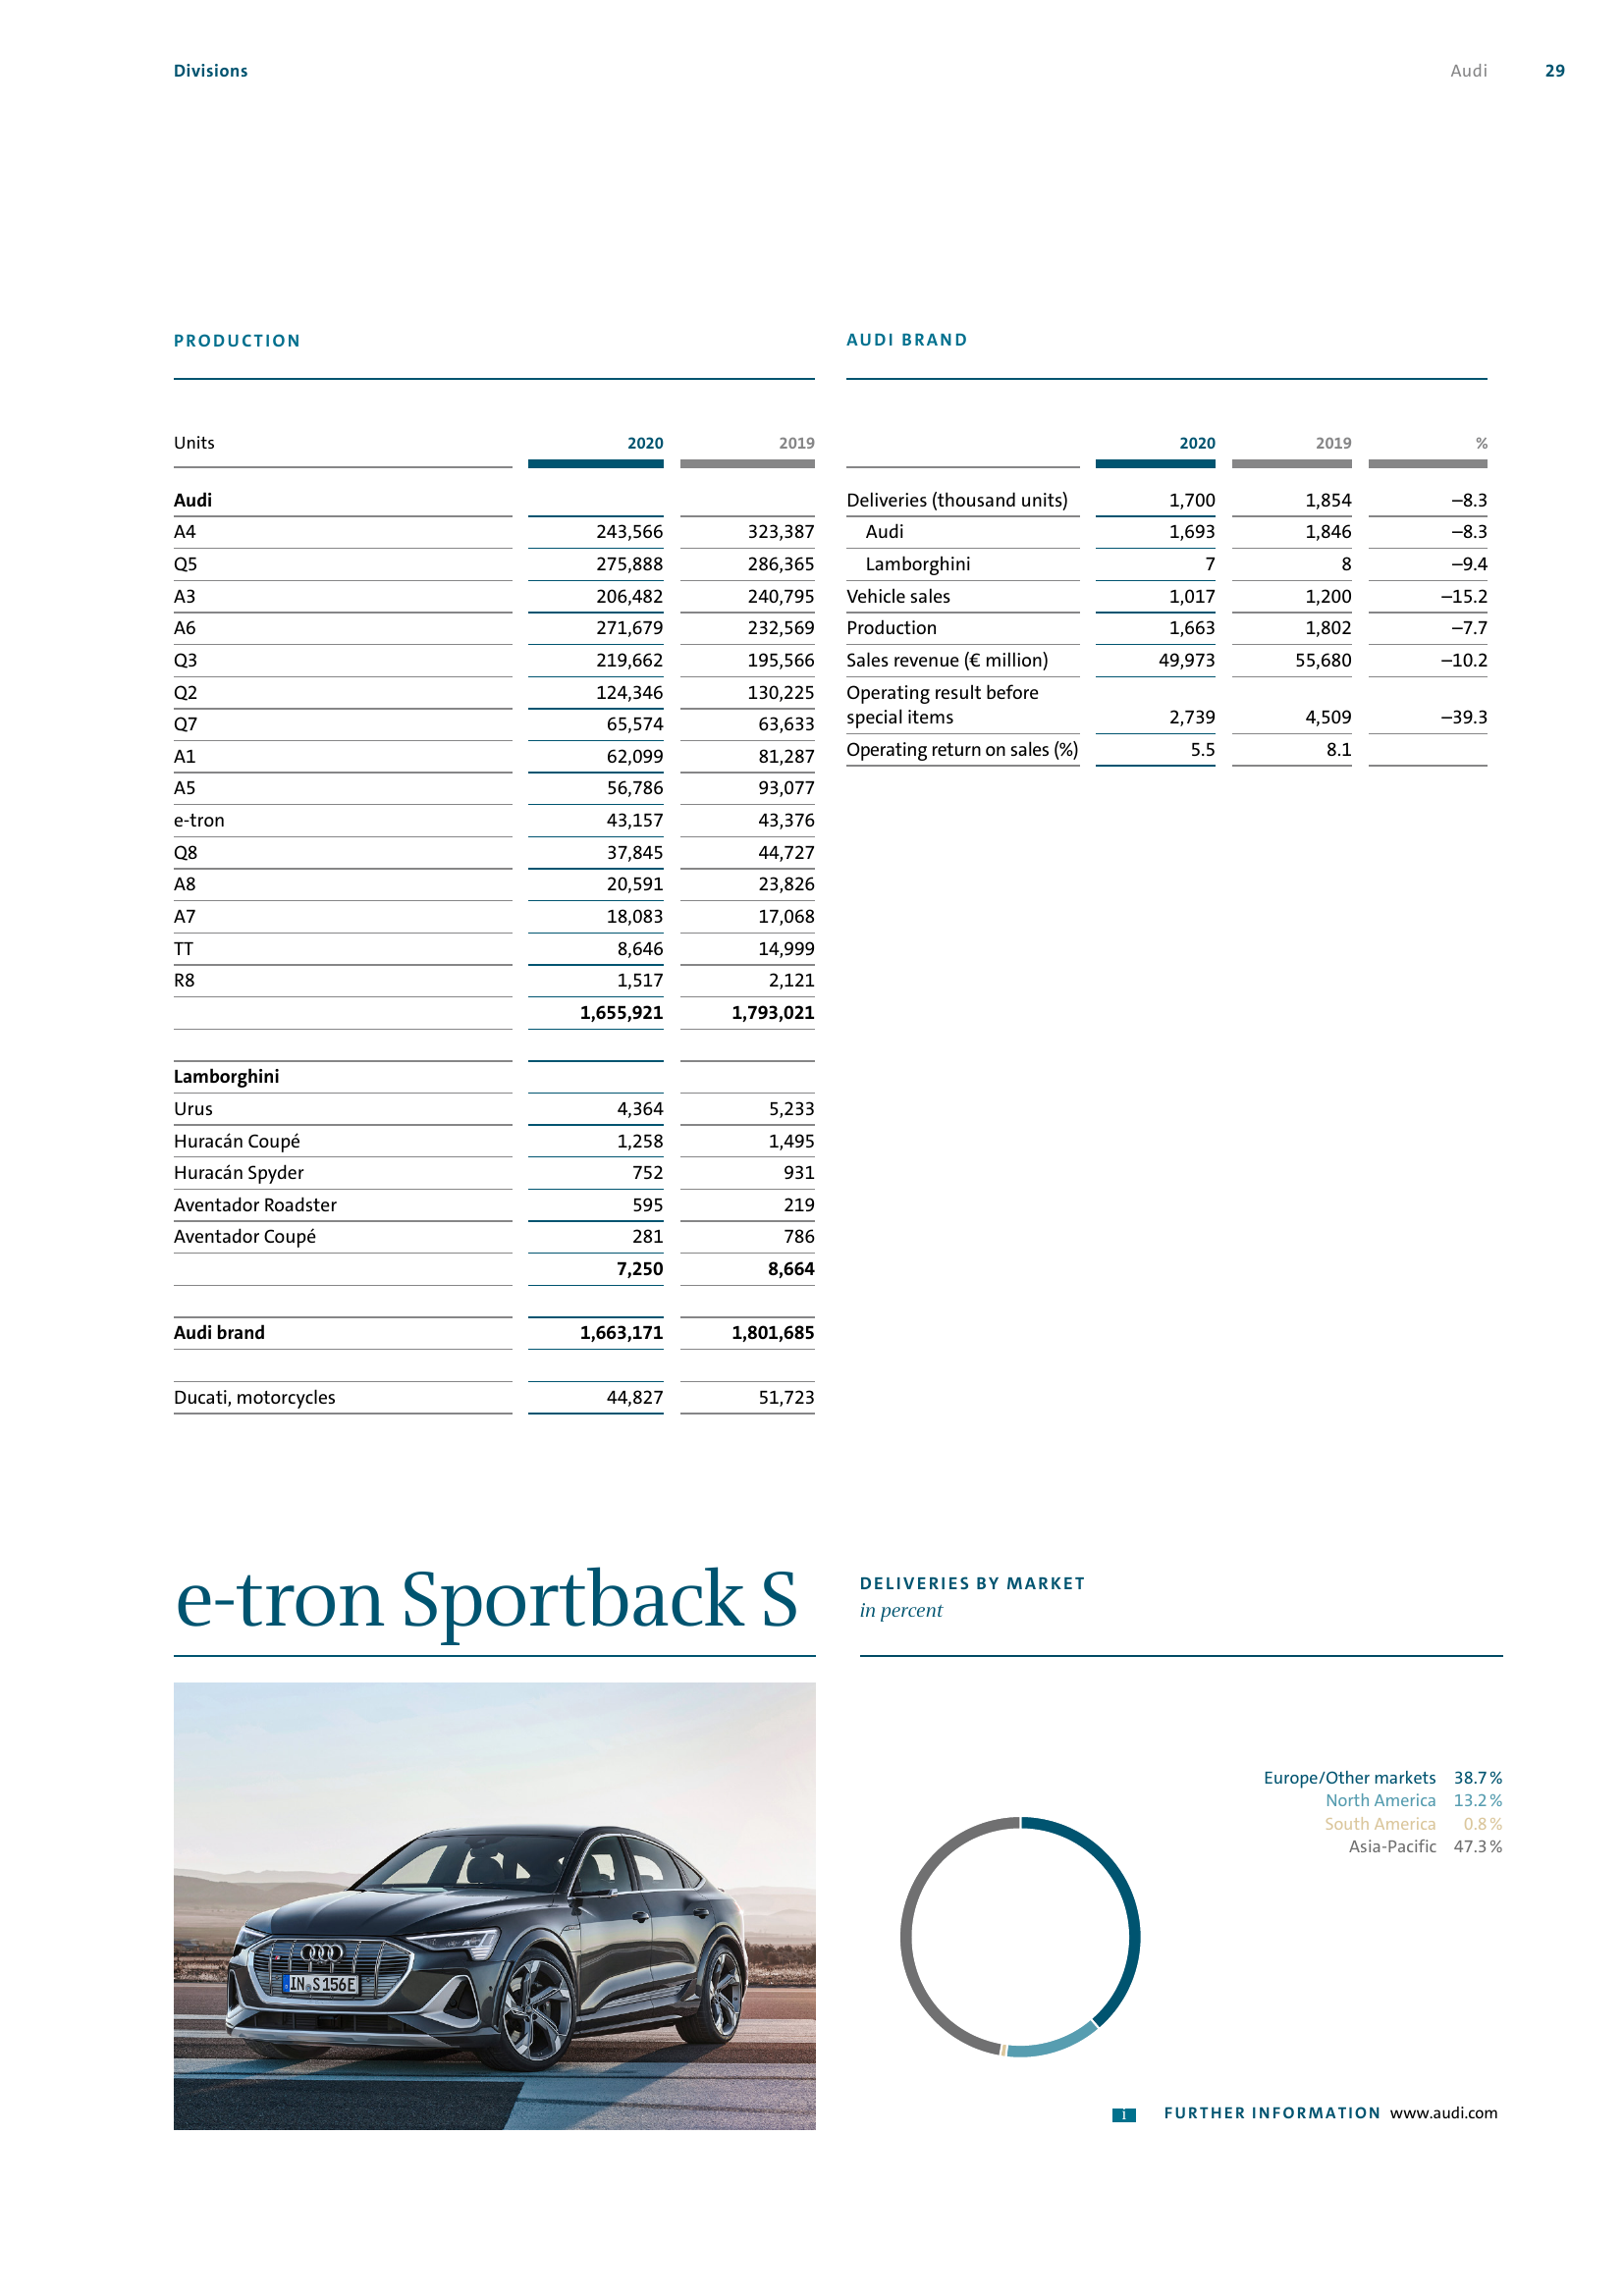 Divisions Audi 29
PRODUCTION
Units 2020 2019
Audi
A4 243,566 323,387
Q5 275,888 286,365
A3 206,482 240,795
A6 271,679 232,569
Q3 219,662 195,566
Q2 124,346 130,225
Q7 65,574 63,633
A1 62,099 81,287
A5 56,786 93,077
e-tron 43,157 43,376
Q8 37,845 44,727
A8 20,591 23,826
A7 18,083 17,068
TT 8,646 14,999
R8 1,517 2,121
1,655,921 1,793,021
Lamborghini
Urus 4,364 5,233
Huracán Coupé 1,258 1,495
Huracán Spyder 752 931
Aventador Roadster 595 219
Aventador Coupé 281 786
7,250 8,664
Audi brand 1,663,171 1,801,685
Ducati, motorcycles 44,827 51,723
AUDI BRAND
2020 2019 %
Deliveries (thousand units) 1,700 1,854 –8.3
Audi 1,693 1,846 –8.3
Lamborghini 7 8 –9.4
Vehicle sales 1,017 1,200 –15.2
Production 1,663 1,802 –7.7
Sales revenue (€ million) 49,973 55,680 –10.2
Operating result before
special items 2,739 4,509 –39.3
Operating return on sales (%) 5.5 8.1
e-tron Sportback S
IN S 156E
DELIVERIES BY MARKET
in percent
Europe/Other markets 38.7 %
North America 13.2 %
South America 0.8 %
Asia-Pacific 47.3 %
i FURTHER INFORMATION www.audi.com